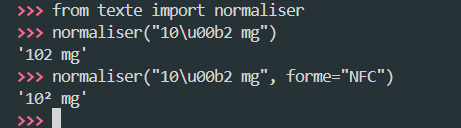 >>> from texte import normaliser
>>> normaliser("10\u00b2 mg")
'102 mg'
>>> normaliser("10\u00b2 mg", forme="NFC")
'10² mg'
>>>